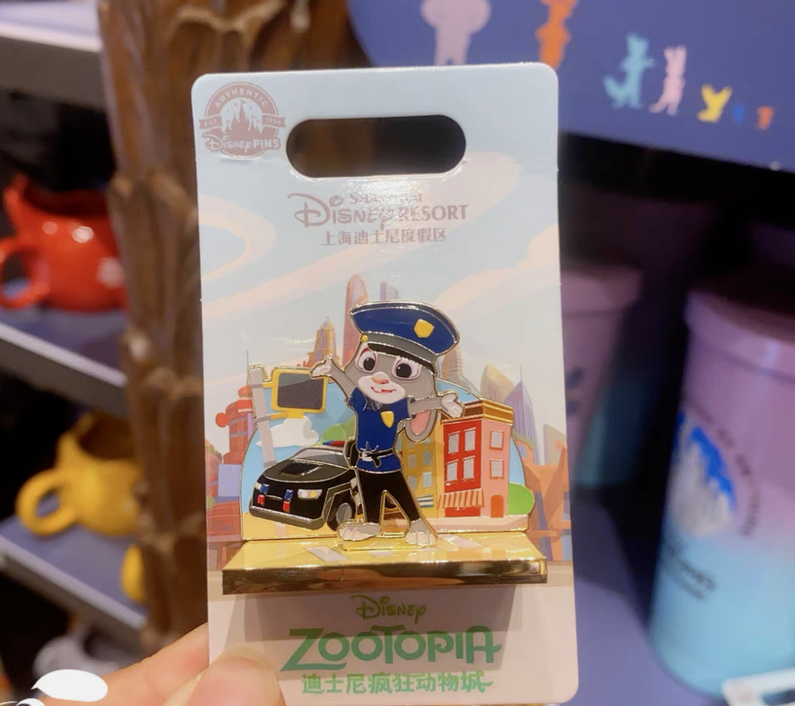 AUTHENTIC
Disney PINS
SHANGHAI
Disney RESORT
上海迪士尼度假区
Disney
ZOOTOPIA
迪士尼疯狂动物城